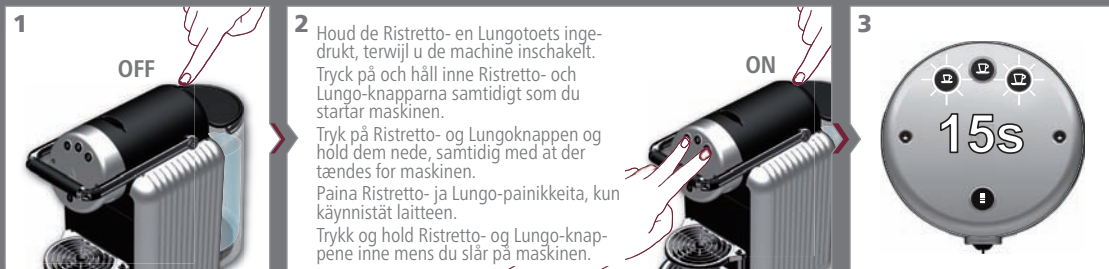 1
OFF
2
Houd de Ristretto- en Lungotoets inge-
drukt, terwijl u de machine inschakelt.
Tryck på och håll inne Ristretto- och
Lungo-knapparna samtidigt som du
startar maskinen.
Tryk på Ristretto- og Lungoknappen og
hold dem nede, samtidig med at der
tændes for maskinen.
Paina Ristretto- ja Lungo-painikkeita, kun
käynnistät laitteen.
Trykk og hold Ristretto- og Lungo-knap-
pene inne mens du slår på maskinen.
ON
3
15s